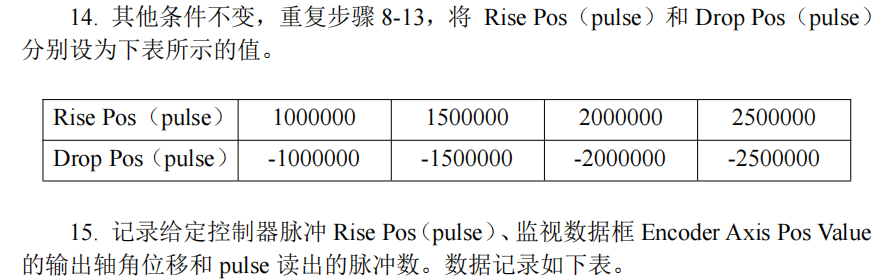 14. 其他条件不变，重复步骤 8-13，将 Rise Pos（pulse）和 Drop Pos（pulse）
分别设为下表所示的值。
Rise Pos（pulse） 1000000 1500000 2000000 2500000
Drop Pos（pulse） -1000000 -1500000 -2000000 -2500000
15. 记录给定控制器脉冲 Rise Pos（pulse）、监视数据框 Encoder Axis Pos Value
的输出轴角位移和 pulse 读出的脉冲数。数据记录如下表。